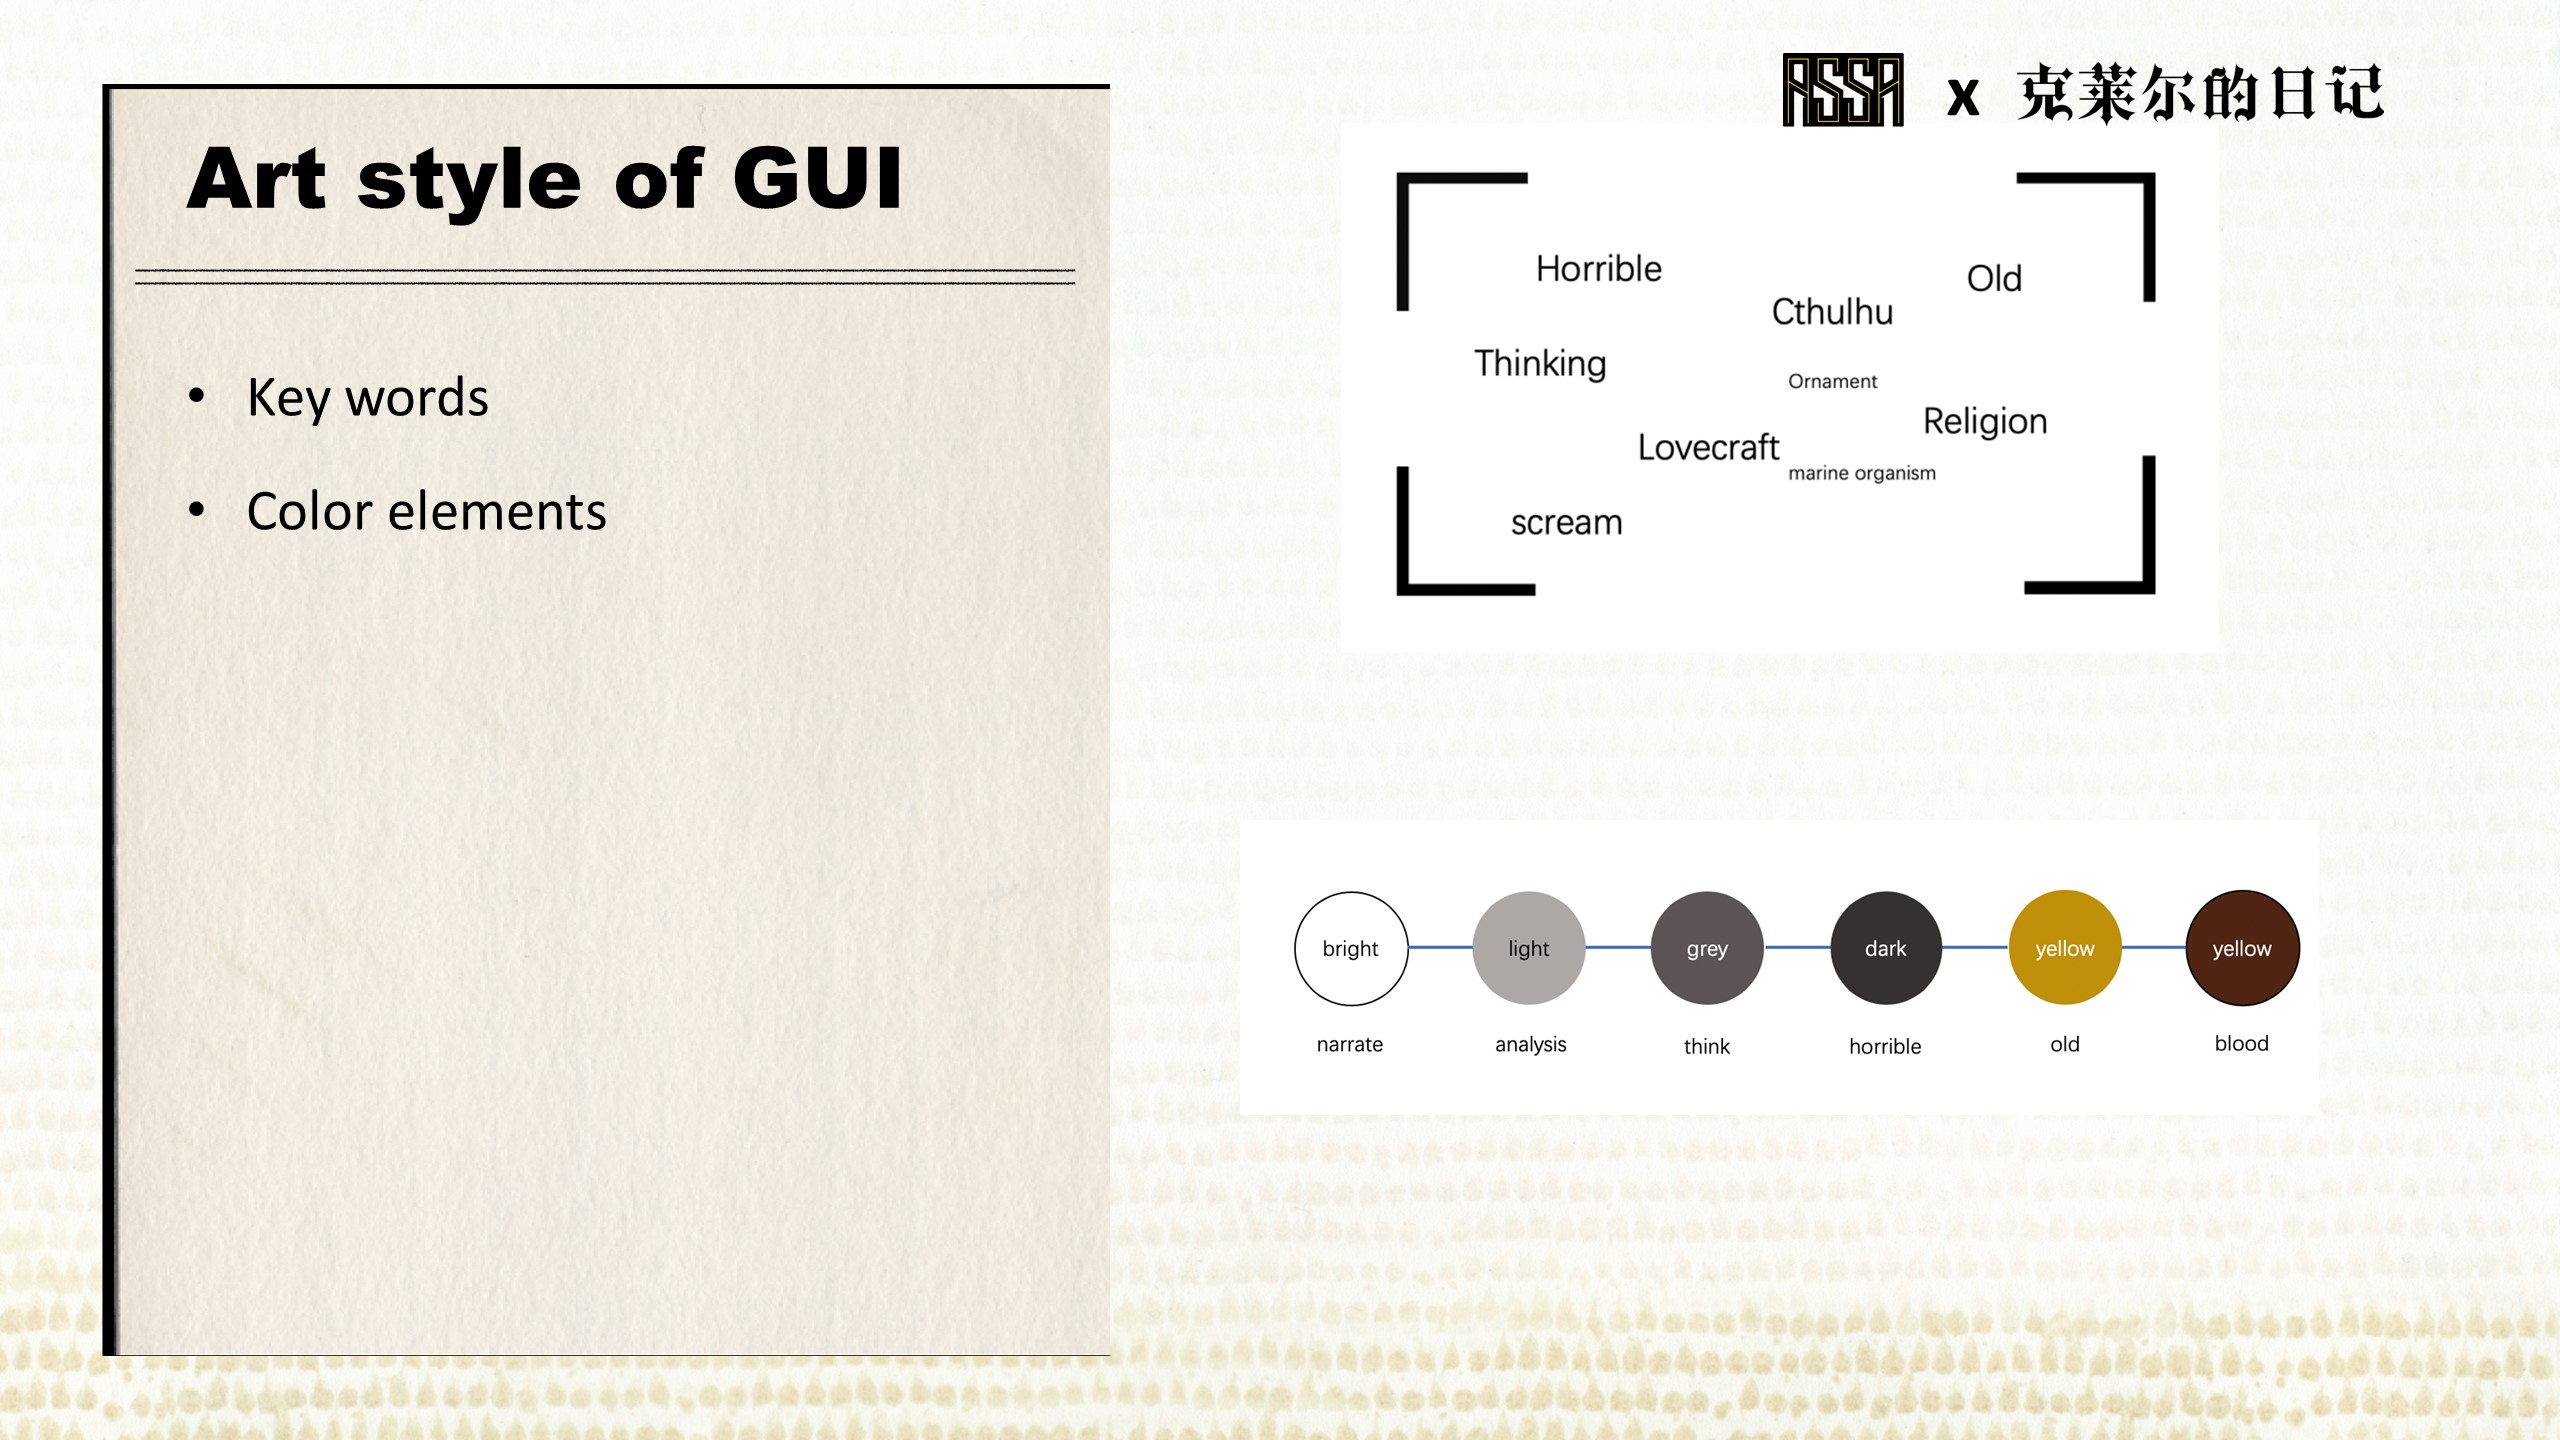 ASSA x 克莱尔的日记
Art style of GUI
• Key words
• Color elements
Horrible
Old
Cthulhu
Thinking
Ornament
Religion
Lovecraft
marine organism
scream
bright
light
grey
dark
yellow
yellow
narrate
analysis
think
horrible
old
blood